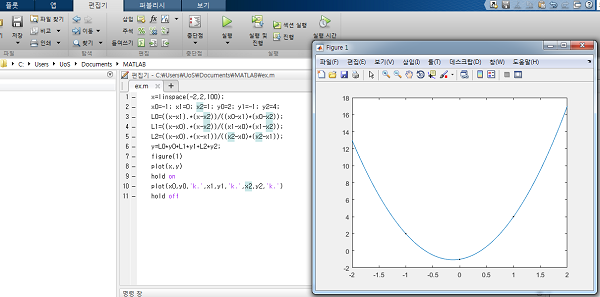 플롯 앱 편집기 퍼블리시 보기
파일 찾기 삽입 fx
비교 이동 주석
저장 인쇄 찾기 들여쓰기 중단점 실행 실행 및 진행 섹션 실행 진행 실행 시간
파일 탐색 편집 중단점 실행
C: Users UoS Documents MATLAB
편집기 - C:\Users\UoS\Documents\MATLAB\ex.m
ex.m
1 x=linspace(-2,2,100);
2 x0=-1; x1=0; x2=1; y0=2; y1=-1; y2=4;
3 L0=((x-x1).*(x-x2))/((x0-x1)*(x0-x2));
4 L1=((x-x0).*(x-x2))/((x1-x0)*(x1-x2));
5 L2=((x-x0).*(x-x1))/((x2-x0)*(x2-x1));
6 y=L0*y0+L1*y1+L2*y2;
7 figure(1)
8 plot(x,y)
9 hold on
10 plot(x0,y0,'k.',x1,y1,'k.',x2,y2,'k.')
11 hold off
명령 창
Figure 1
파일(F) 편집(E) 보기(V) 삽입(I) 툴(T) 데스크탑(D) 창(W) 도움말(H)
18
16
14
12
10
8
6
4
2
0
-2
-2 -1.5 -1 -0.5 0 0.5 1 1.5 2